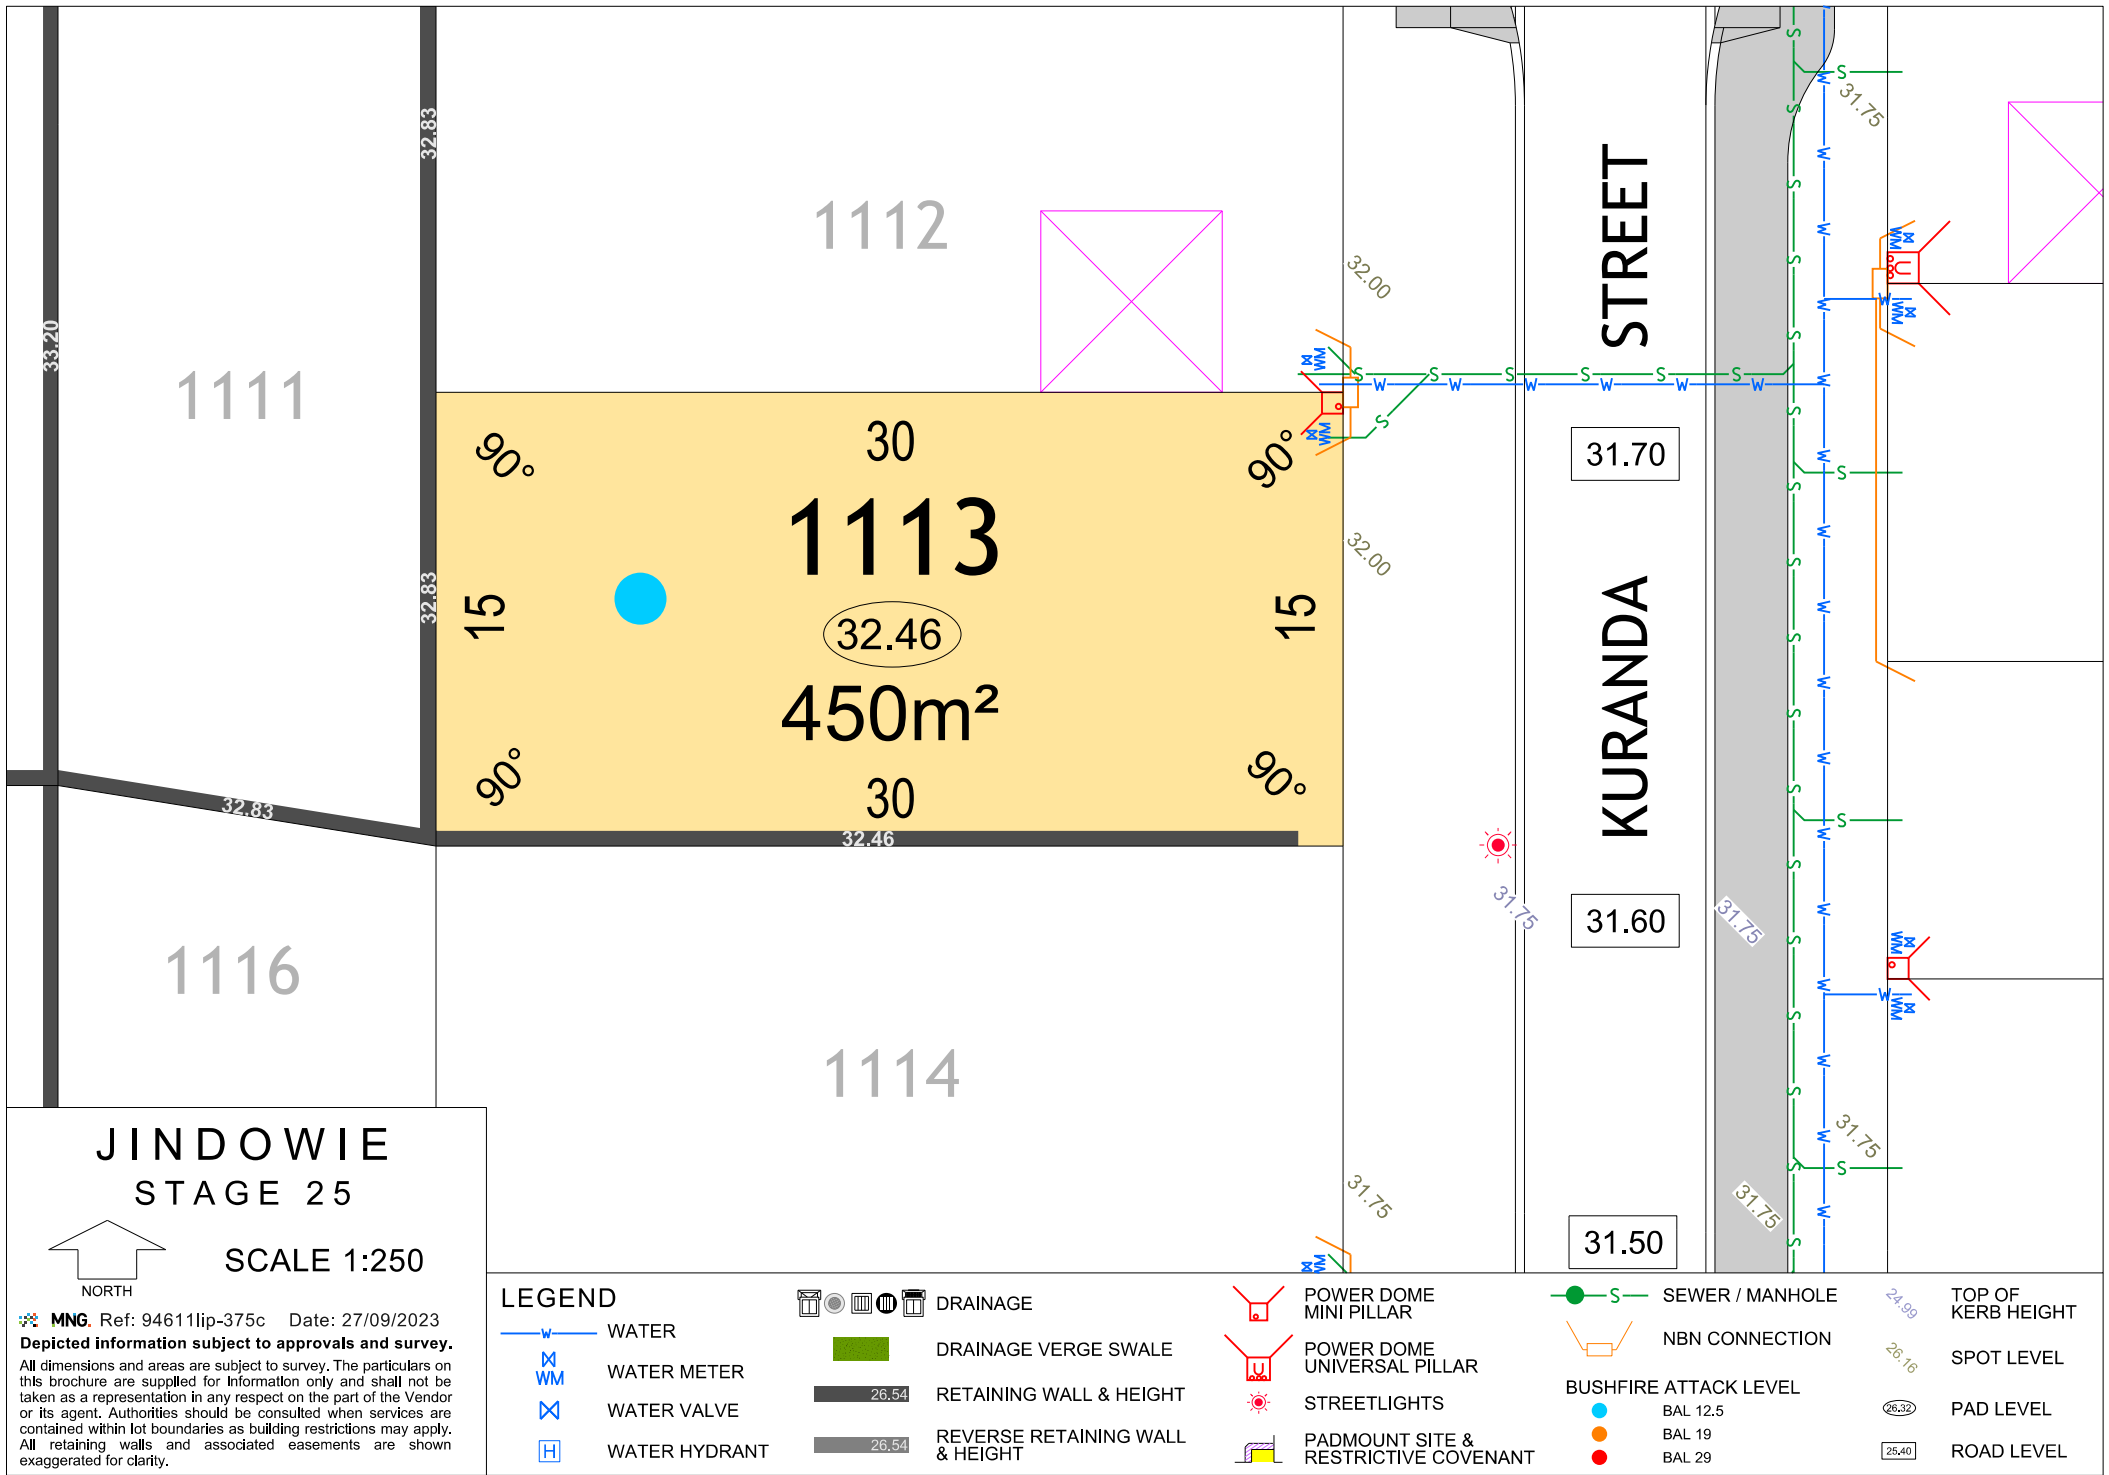 32.83
33.20
1111
1112
32.00
STREET
31.75
WM
WM
30
90°
90°
1113
32.83
15
15
32.46
450m²
32.00
31.70
KURANDA
90°
90°
30
32.83
32.46
31.75
31.60
31.75
1116
1114
31.75
31.75
31.75
31.50
JINDOWIE
STAGE 25
SCALE 1:250
NORTH
MNG. Ref: 94611lip-375c Date: 27/09/2023
Depicted information subject to approvals and survey.
All dimensions and areas are subject to survey. The particulars on
this brochure are supplied for information only and shall not be
taken as a representation in any respect on the part of the Vendor
or its agent. Authorities should be consulted when services are
contained within lot boundaries as building restrictions may apply.
All retaining walls and associated easements are shown
exaggerated for clarity.
LEGEND
W WATER
WM WATER METER
WATER VALVE
H WATER HYDRANT
DRAINAGE
DRAINAGE VERGE SWALE
26.54 RETAINING WALL & HEIGHT
26.54 REVERSE RETAINING WALL
& HEIGHT
POWER DOME
MINI PILLAR
U POWER DOME
UNIVERSAL PILLAR
STREETLIGHTS
PADMOUNT SITE &
RESTRICTIVE COVENANT
S SEWER / MANHOLE
NBN CONNECTION
BUSHFIRE ATTACK LEVEL
BAL 12.5
BAL 19
BAL 29
24.99 TOP OF
KERB HEIGHT
26.16 SPOT LEVEL
26.32 PAD LEVEL
25.40 ROAD LEVEL